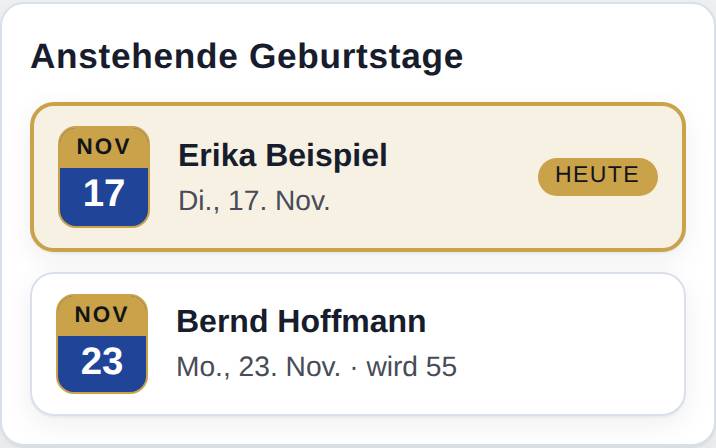 Anstehende Geburtstage
NOV
17
Erika Beispiel
Di., 17. Nov.
HEUTE
NOV
23
Bernd Hoffmann
Mo., 23. Nov. · wird 55